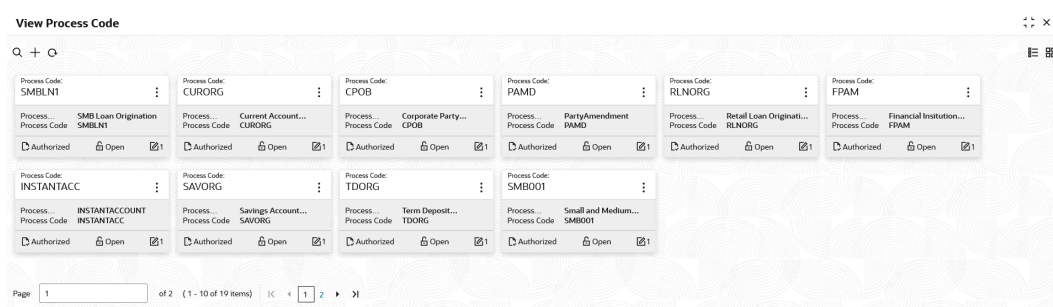 View Process Code
Process Code: Process Code: Process Code: Process Code: Process Code: Process Code:
SMBLN1 CURORG CPOB PAMD RLNORG FPAM
Process... SMB Loan Origination Process... Current Account... Process... Corporate Party... Process... PartyAmendment Process... Retail Loan Originati... Process... Financial Insitution...
Process Code SMBLN1 Process Code CURORG Process Code CPOB Process Code PAMD Process Code RLNORG Process Code FPAM
Authorized Open 1 Authorized Open 1 Authorized Open 1 Authorized Open 1 Authorized Open 1 Authorized Open 1
Process Code: Process Code: Process Code: Process Code:
INSTANTACC SAVORG TDORG SMB001
Process... INSTANTACCOUNT Process... Savings Account... Process... Term Deposit... Process... Small and Medium...
Process Code INSTANTACC Process Code SAVORG Process Code TDORG Process Code SMB001
Authorized Open 1 Authorized Open 1 Authorized Open 1 Authorized Open 1
Page 1 of 2 ( 1 - 10 of 19 items) 1 2